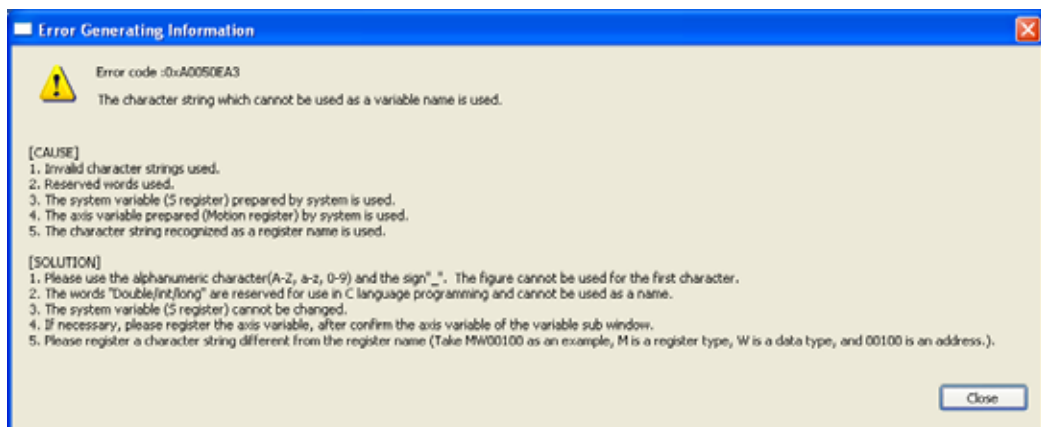 Error Generating Information
Error code :0xA0050EA3
The character string which cannot be used as a variable name is used.
[CAUSE]
1. Invalid character strings used.
2. Reserved words used.
3. The system variable (S register) prepared by system is used.
4. The axis variable prepared (Motion register) by system is used.
5. The character string recognized as a register name is used.
[SOLUTION]
1. Please use the alphanumeric character(A-Z, a-z, 0-9) and the sign"_". The figure cannot be used for the first character.
2. The words "Double/int/long" are reserved for use in C language programming and cannot be used as a name.
3. The system variable (S register) cannot be changed.
4. If necessary, please register the axis variable, after confirm the axis variable of the variable sub window.
5. Please register a character string different from the register name (Take MW00100 as an example, M is a register type, W is a data type, and 00100 is an address.).
Close